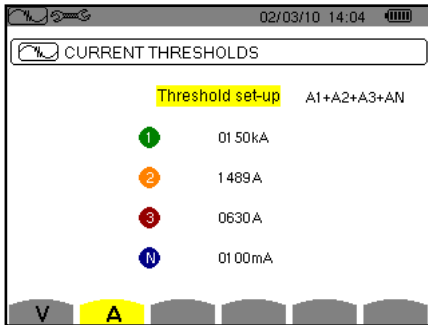 02/03/10 14:04
CURRENT THRESHOLDS
Threshold set-up A1+A2+A3+AN
1 0150kA
2 1489A
3 0630A
N 0100mA
V A